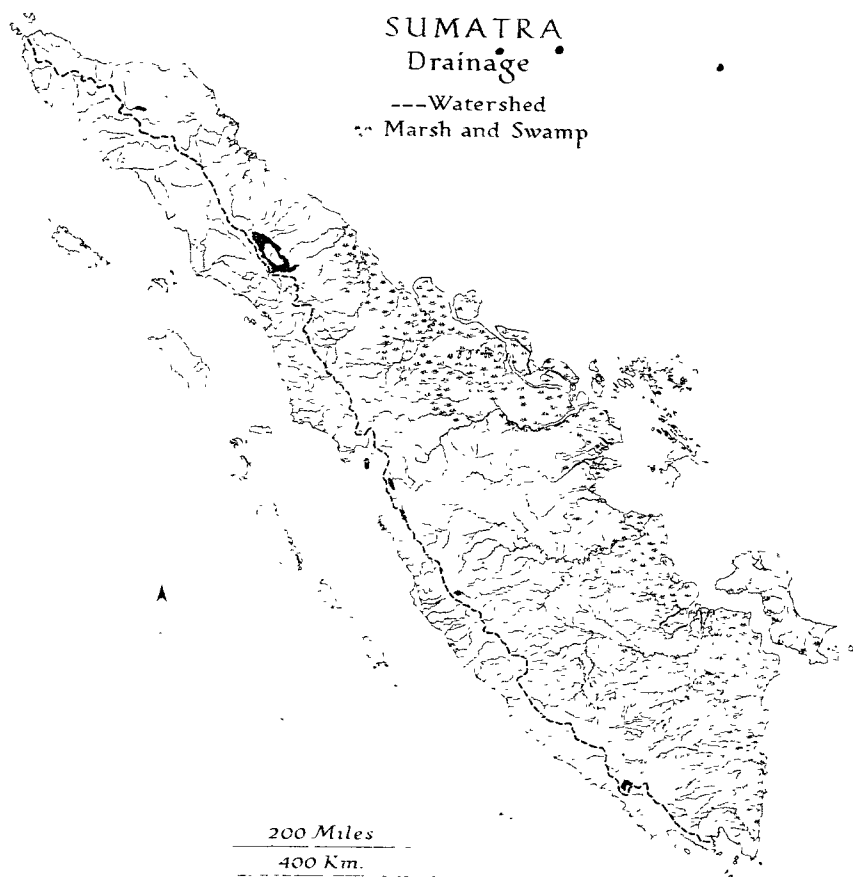 SUMATRA
Drainage
---Watershed
Marsh and Swamp
200 Miles
400 Km.